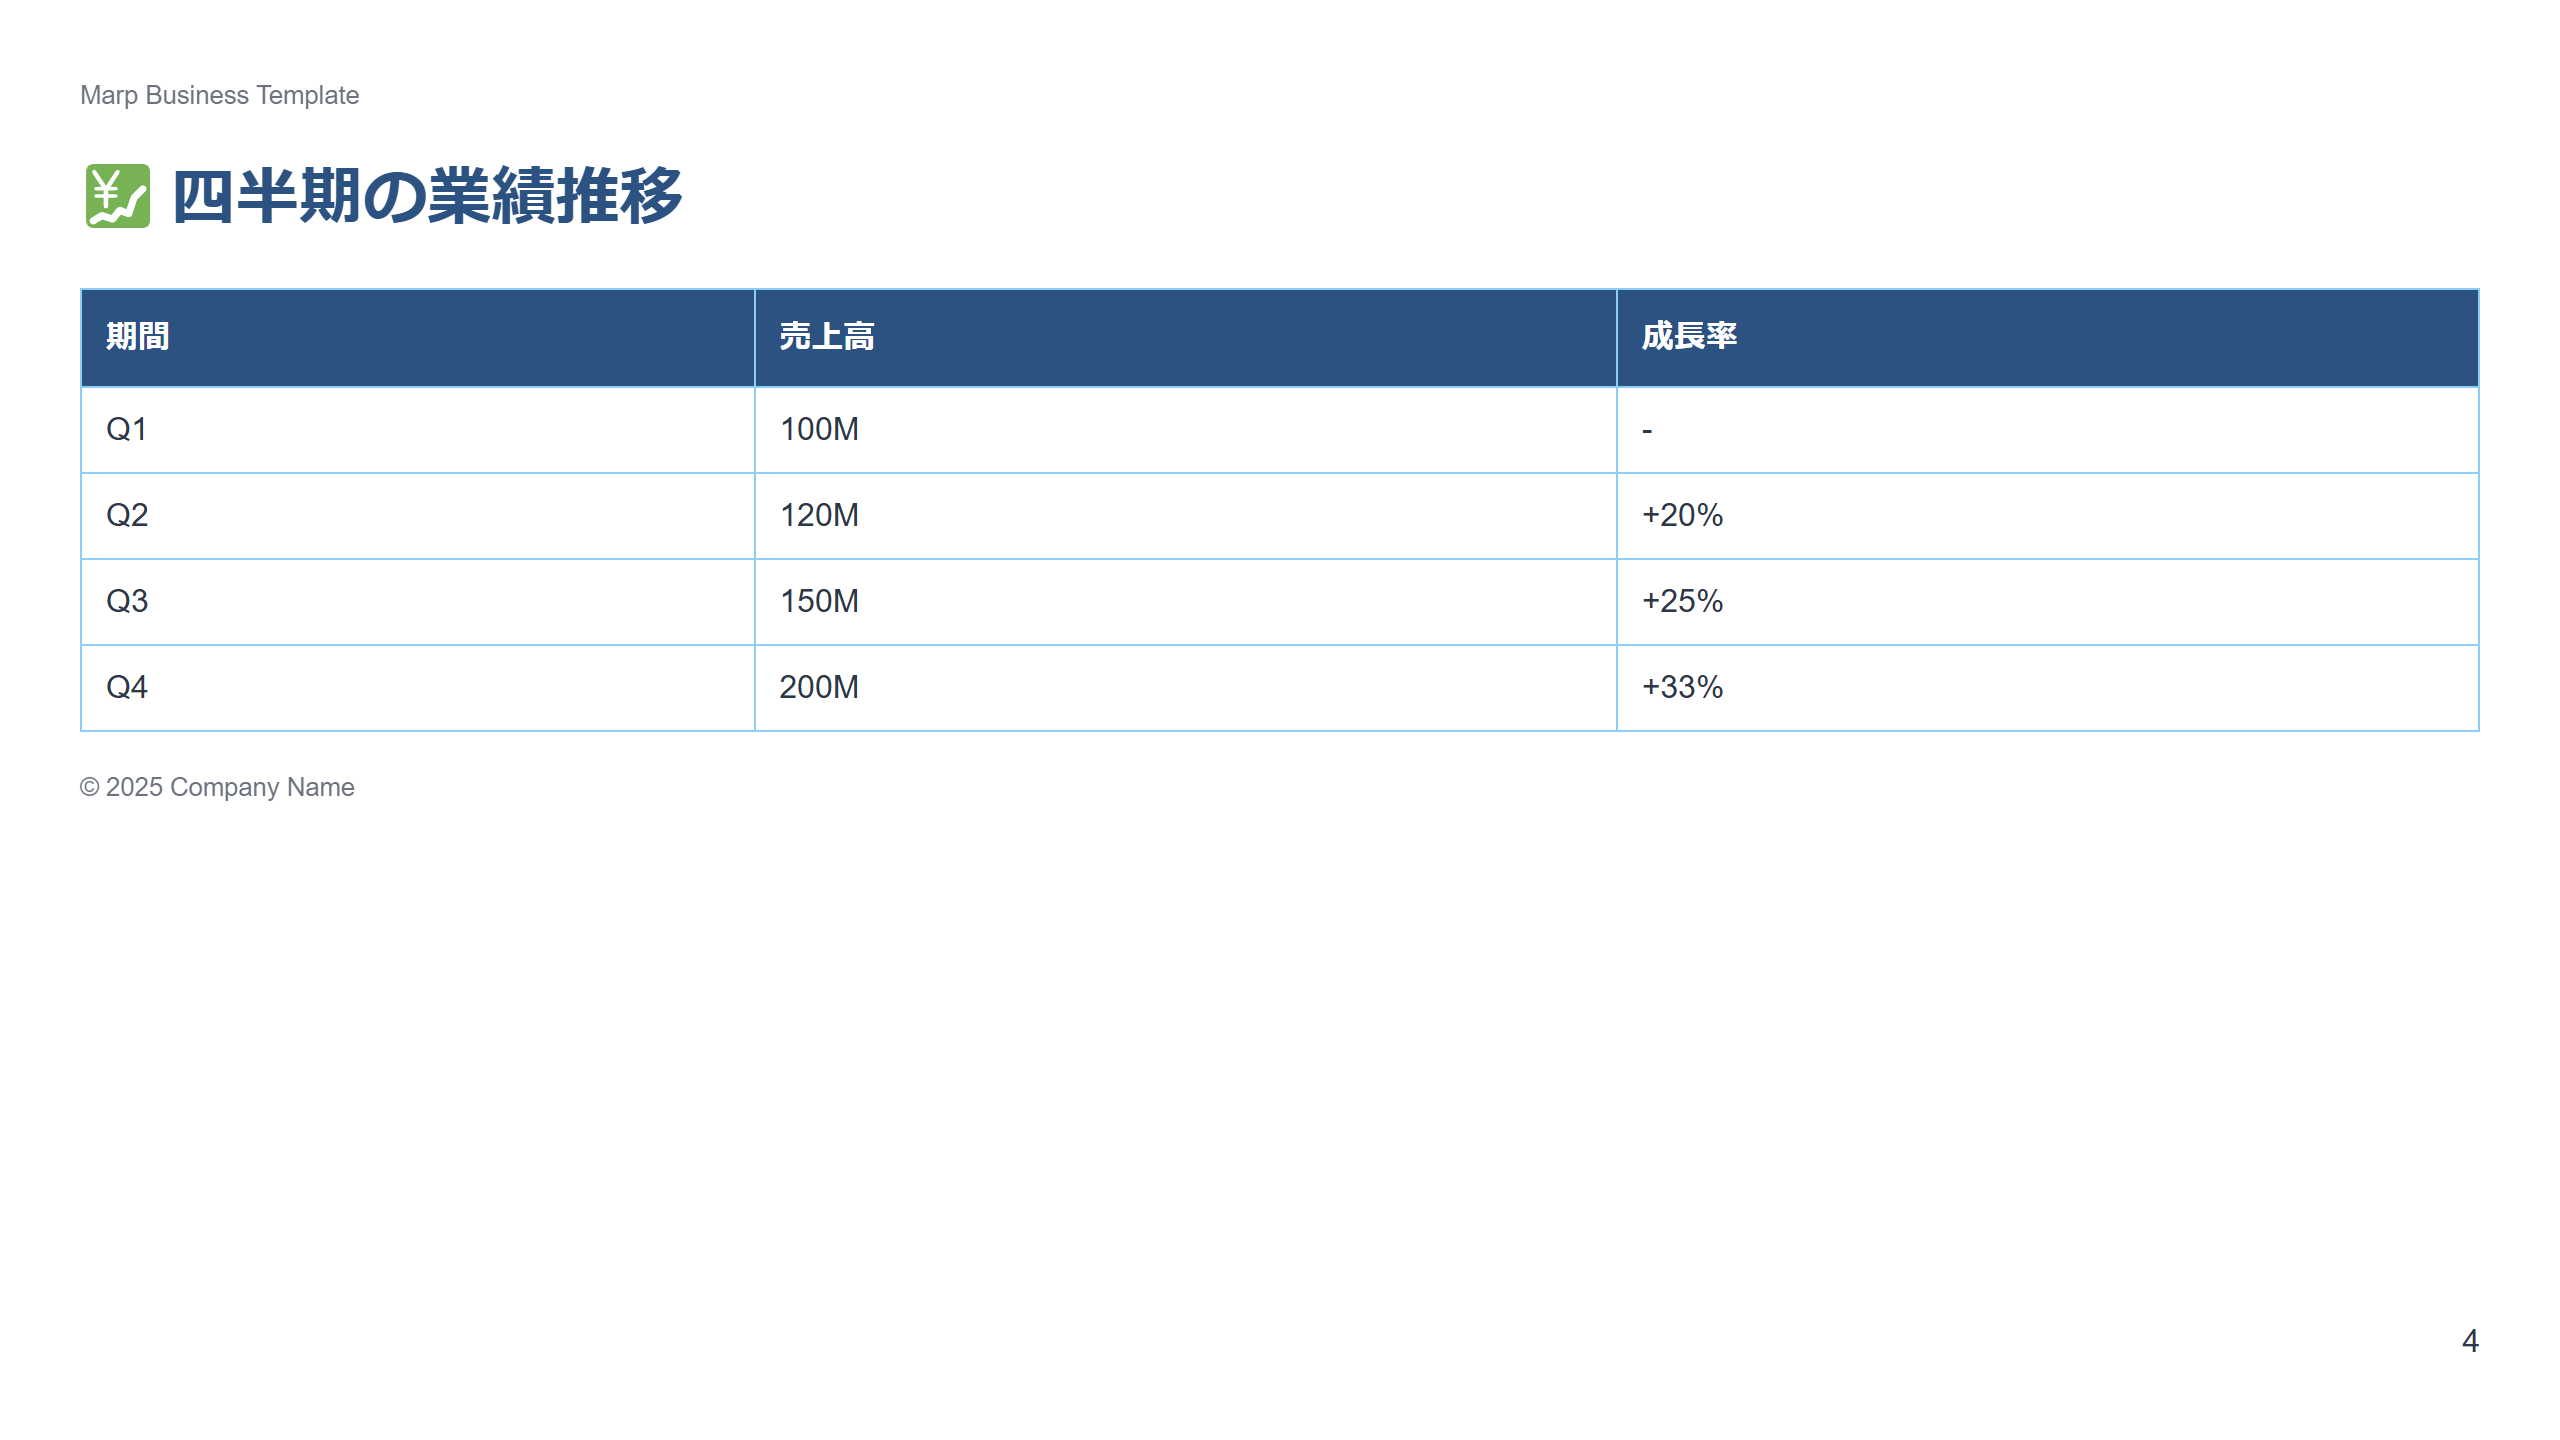 Marp Business Template
💹 四半期の業績推移
期間 売上高 成長率
Q1 100M -
Q2 120M +20%
Q3 150M +25%
Q4 200M +33%
© 2025 Company Name
4